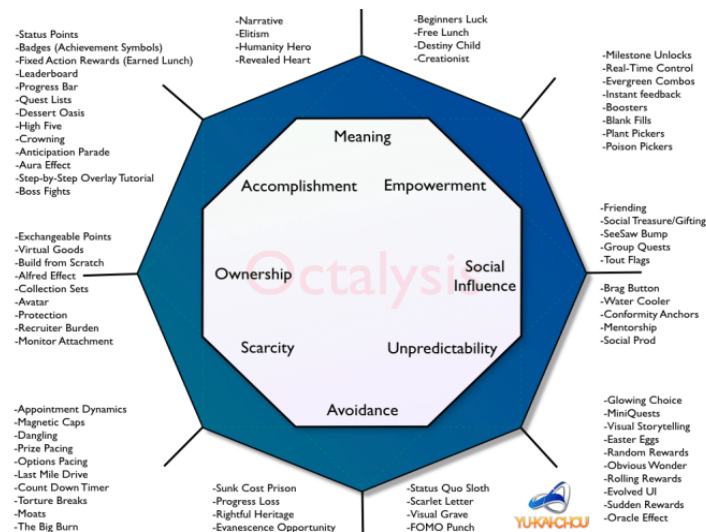 -Narrative
-Elitism
-Humanity Hero
-Revealed Heart
-Beginners Luck
-Free Lunch
-Destiny Child
-Creationist
-Status Points
-Badges (Achievement Symbols)
-Fixed Action Rewards (Earned Lunch)
-Leaderboard
-Progress Bar
-Quest Lists
-Dessert Oasis
-High Five
-Crowning
-Anticipation Parade
-Aura Effect
-Step-by-Step Overlay Tutorial
-Boss Fights
-Milestone Unlocks
-Real-Time Control
-Evergreen Combos
-Instant feedback
-Boosters
-Blank Fills
-Plant Pickers
-Poison Pickers
Meaning
Accomplishment
Empowerment
-Exchangeable Points
-Virtual Goods
-Build from Scratch
-Alfred Effect
-Collection Sets
-Avatar
-Protection
-Recruiter Burden
-Monitor Attachment
Ownership
Octalysis
Social
Influence
-Friending
-Social Treasure/Gifting
-SeeSaw Bump
-Group Quests
-Tout Flags
-Brag Button
-Water Cooler
-Conformity Anchors
-Mentorship
-Social Prod
Scarcity
Unpredictability
Avoidance
-Appointment Dynamics
-Magnetic Caps
-Dangling
-Prize Pacing
-Options Pacing
-Last Mile Drive
-Count Down Timer
-Torture Breaks
-Moats
-The Big Burn
-Sunk Cost Prison
-Progress Loss
-Rightful Heritage
-Evanescence Opportunity
-Status Quo Sloth
-Scarlet Letter
-Visual Grave
-FOMO Punch
-Glowing Choice
-MiniQuests
-Visual Storytelling
-Easter Eggs
-Random Rewards
-Obvious Wonder
-Rolling Rewards
-Evolved UI
-Sudden Rewards
-Oracle Effect
YU-KAI CHOU